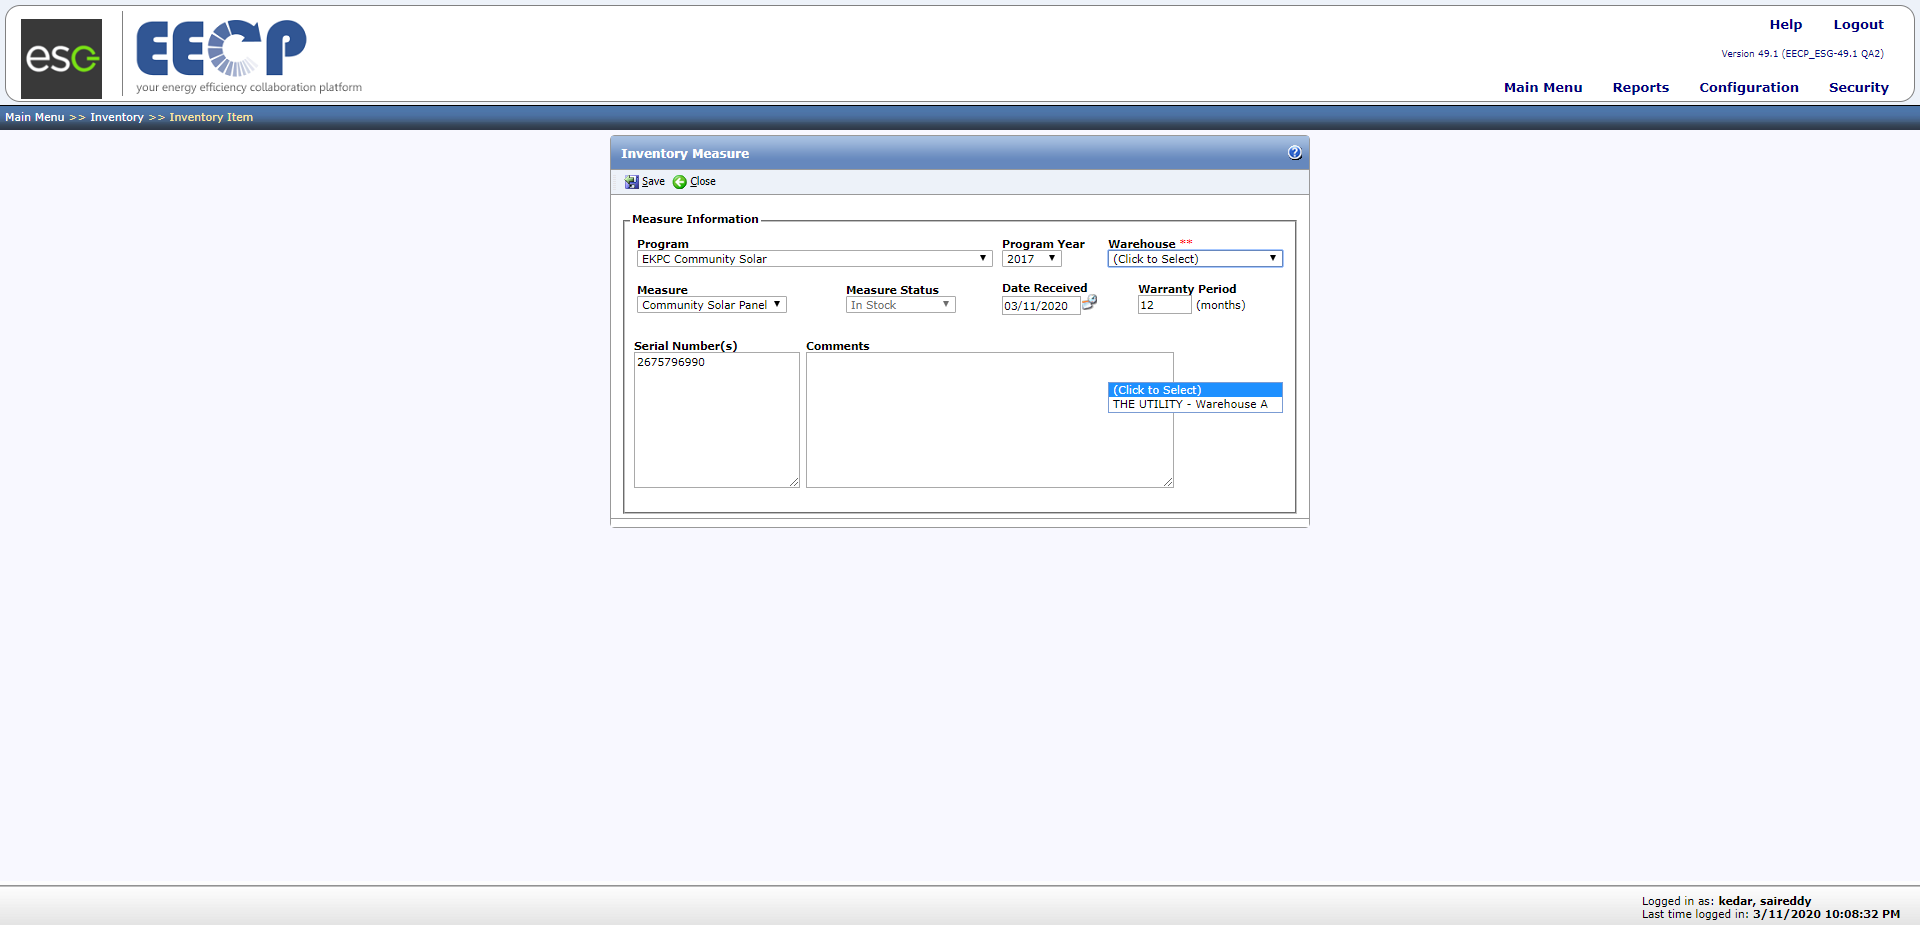 esc
EECP
your energy efficiency collaboration platform
Help Logout
Version 49.1 (EECP_ESG-49.1 QA2)
Main Menu Reports Configuration Security
Main Menu >> Inventory >> Inventory Item
Inventory Measure ?
Save Close
Measure Information
Program Program Year Warehouse **
EKPC Community Solar 2017 (Click to Select)
Measure Measure Status Date Received Warranty Period
Community Solar Panel In Stock 03/11/2020 12 (months)
Serial Number(s) Comments
2675796990
(Click to Select)
THE UTILITY - Warehouse A
Logged in as: kedar, saireddy
Last time logged in: 3/11/2020 10:08:32 PM